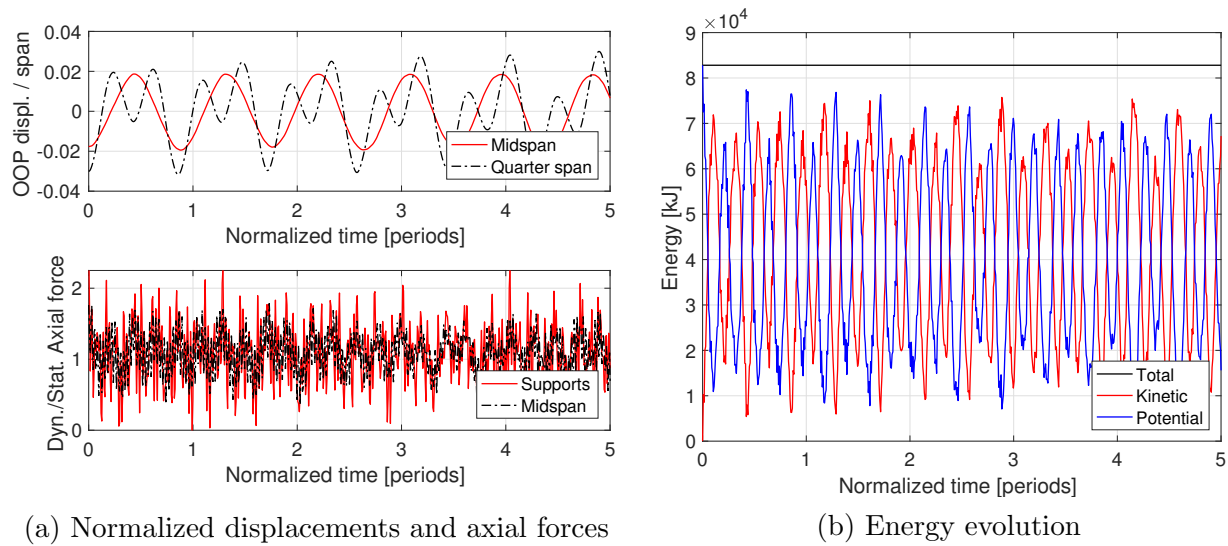 0.04
0.02
0
-0.02
-0.04
OOP displ. / span
Midspan
Quarter span
0 1 2 3 4 5
Normalized time [periods]
2
1
0
Dyn./Stat. Axial force
Supports
Midspan
0 1 2 3 4 5
Normalized time [periods]
(a) Normalized displacements and axial forces
×10⁴
9
8
7
6
5
4
3
2
1
0
Energy [kJ]
Total
Kinetic
Potential
0 1 2 3 4 5
Normalized time [periods]
(b) Energy evolution